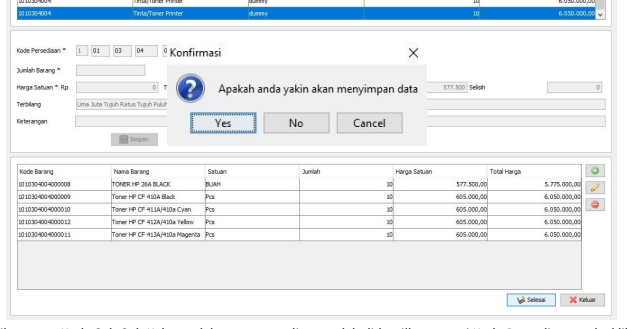 1010304004 Tinta/Toner Printer dummy 10 6.050.000,00
1010304004 Tinta/Toner Printer dummy 10 6.050.000,00
Kode Persediaan * 1 01 03 04 0
Konfirmasi
Jumlah Barang *
Harga Satuan * Rp 0 T 577.500 Selisih 0
Apakah anda yakin akan menyimpan data
Terbilang Lima Juta Tujuh Ratus Tujuh Puluh
Keterangan
Yes No Cancel
Simpan
Kode Barang Nama Barang Satuan Jumlah Harga Satuan Total Harga
1010304004000008 TONER HP 26A BLACK BUAH 10 577.500,00 5.775.000,00
1010304004000009 Toner HP CF 410A Black Pcs 10 605.000,00 6.050.000,00
1010304004000010 Toner HP CF 411A/410a Cyan Pcs 10 605.000,00 6.050.000,00
1010304004000012 Toner HP CF 412A/410a Yellow Pcs 10 605.000,00 6.050.000,00
1010304004000011 Toner HP CF 413A/410a Magenta Pcs 10 605.000,00 6.050.000,00
Selesai Keluar